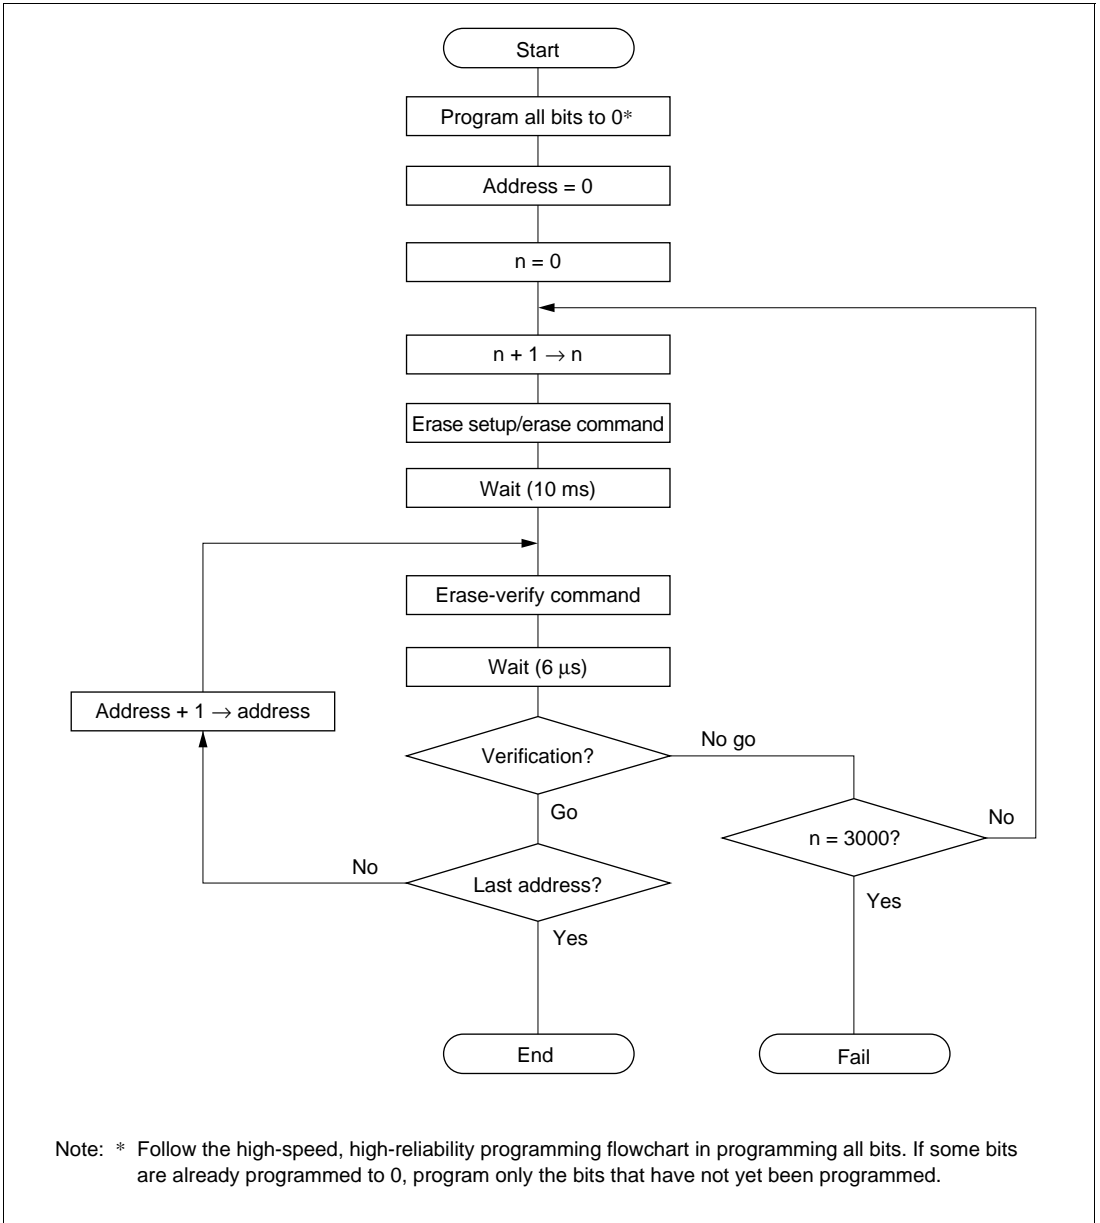 Start
Program all bits to 0*
Address = 0
n = 0
n + 1 → n
Erase setup/erase command
Wait (10 ms)
Erase-verify command
Wait (6 μs)
Address + 1 → address
Verification?
No go
Go
n = 3000?
No
No
Last address?
Yes
Yes
End
Fail
Note: * Follow the high-speed, high-reliability programming flowchart in programming all bits. If some bits
are already programmed to 0, program only the bits that have not yet been programmed.